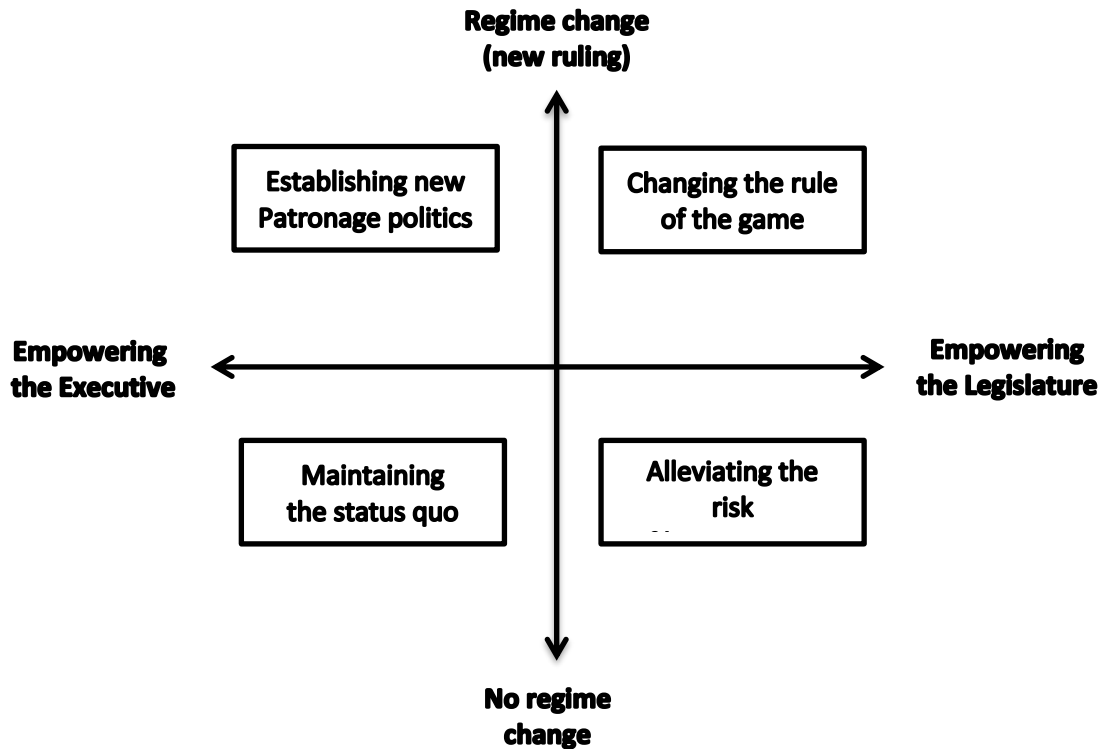 Regime change
(new ruling)
Establishing new
Patronage politics
Changing the rule
of the game
Empowering
the Executive
Empowering
the Legislature
Maintaining
the status quo
Alleviating the
risk
No regime
change